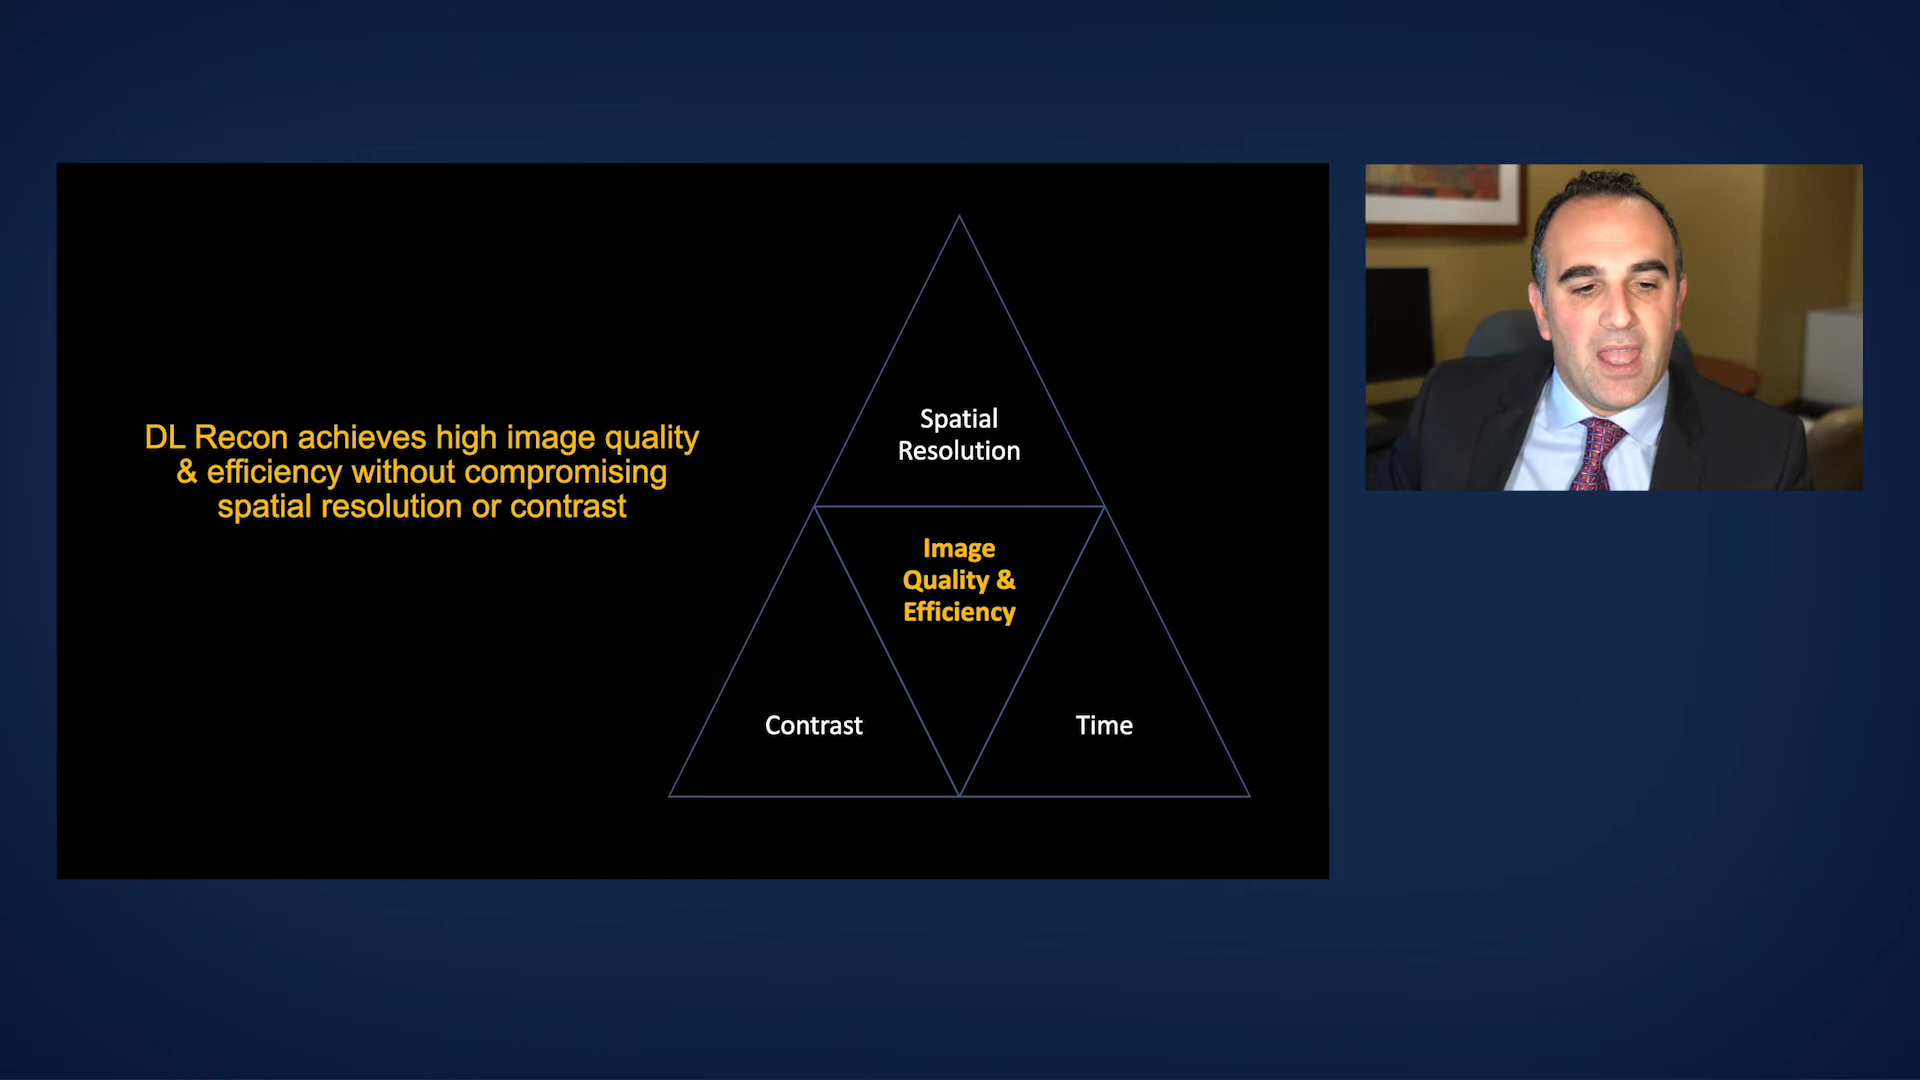 DL Recon achieves high image quality
& efficiency without compromising
spatial resolution or contrast
Spatial
Resolution
Image
Quality &
Efficiency
Contrast
Time